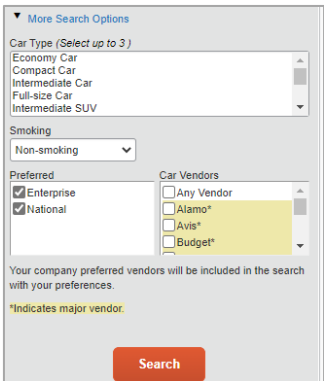 More Search Options
Car Type (Select up to 3 )
Economy Car
Compact Car
Intermediate Car
Full-size Car
Intermediate SUV
Smoking
Non-smoking
Preferred Car Vendors
Enterprise Any Vendor
National Alamo*
Avis*
Budget*
Your company preferred vendors will be included in the search
with your preferences.
*Indicates major vendor.
Search